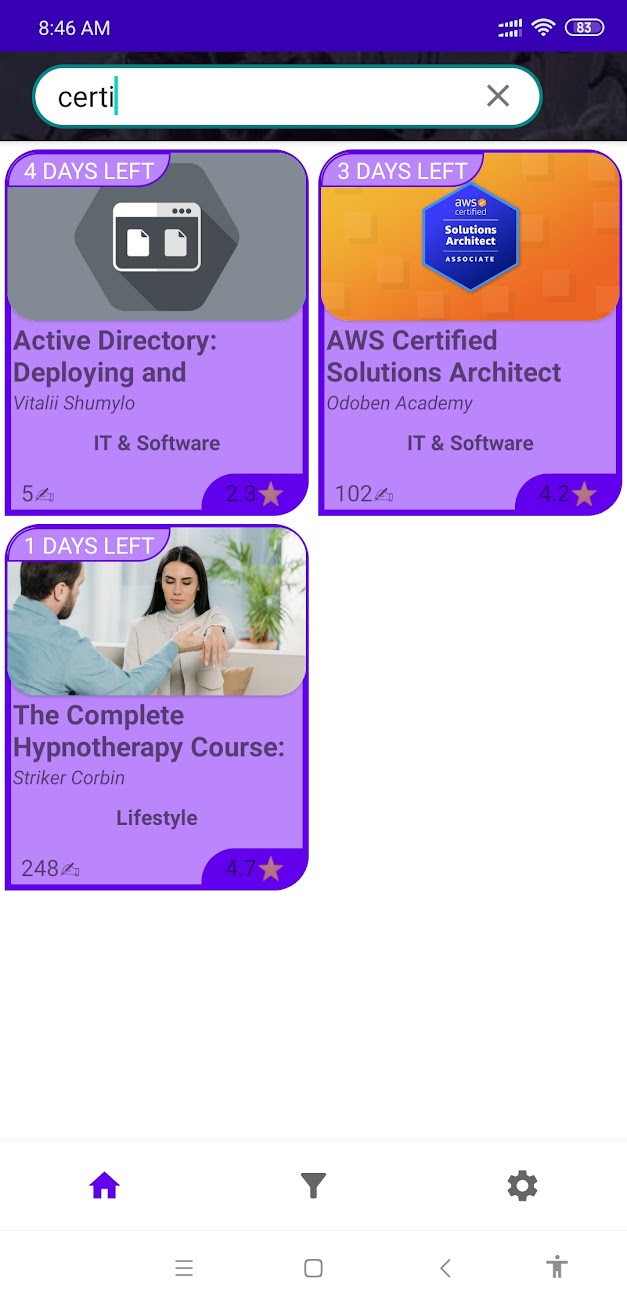 8:46 AM
83
certi
4 DAYS LEFT
Active Directory:
Deploying and
Vitalii Shumylo
IT & Software
5✍
2.3★
3 DAYS LEFT
aws
certified
Solutions
Architect
ASSOCIATE
AWS Certified
Solutions Architect
Odoben Academy
IT & Software
102✍
4.2★
1 DAYS LEFT
The Complete
Hypnotherapy Course:
Striker Corbin
Lifestyle
248✍
4.7★